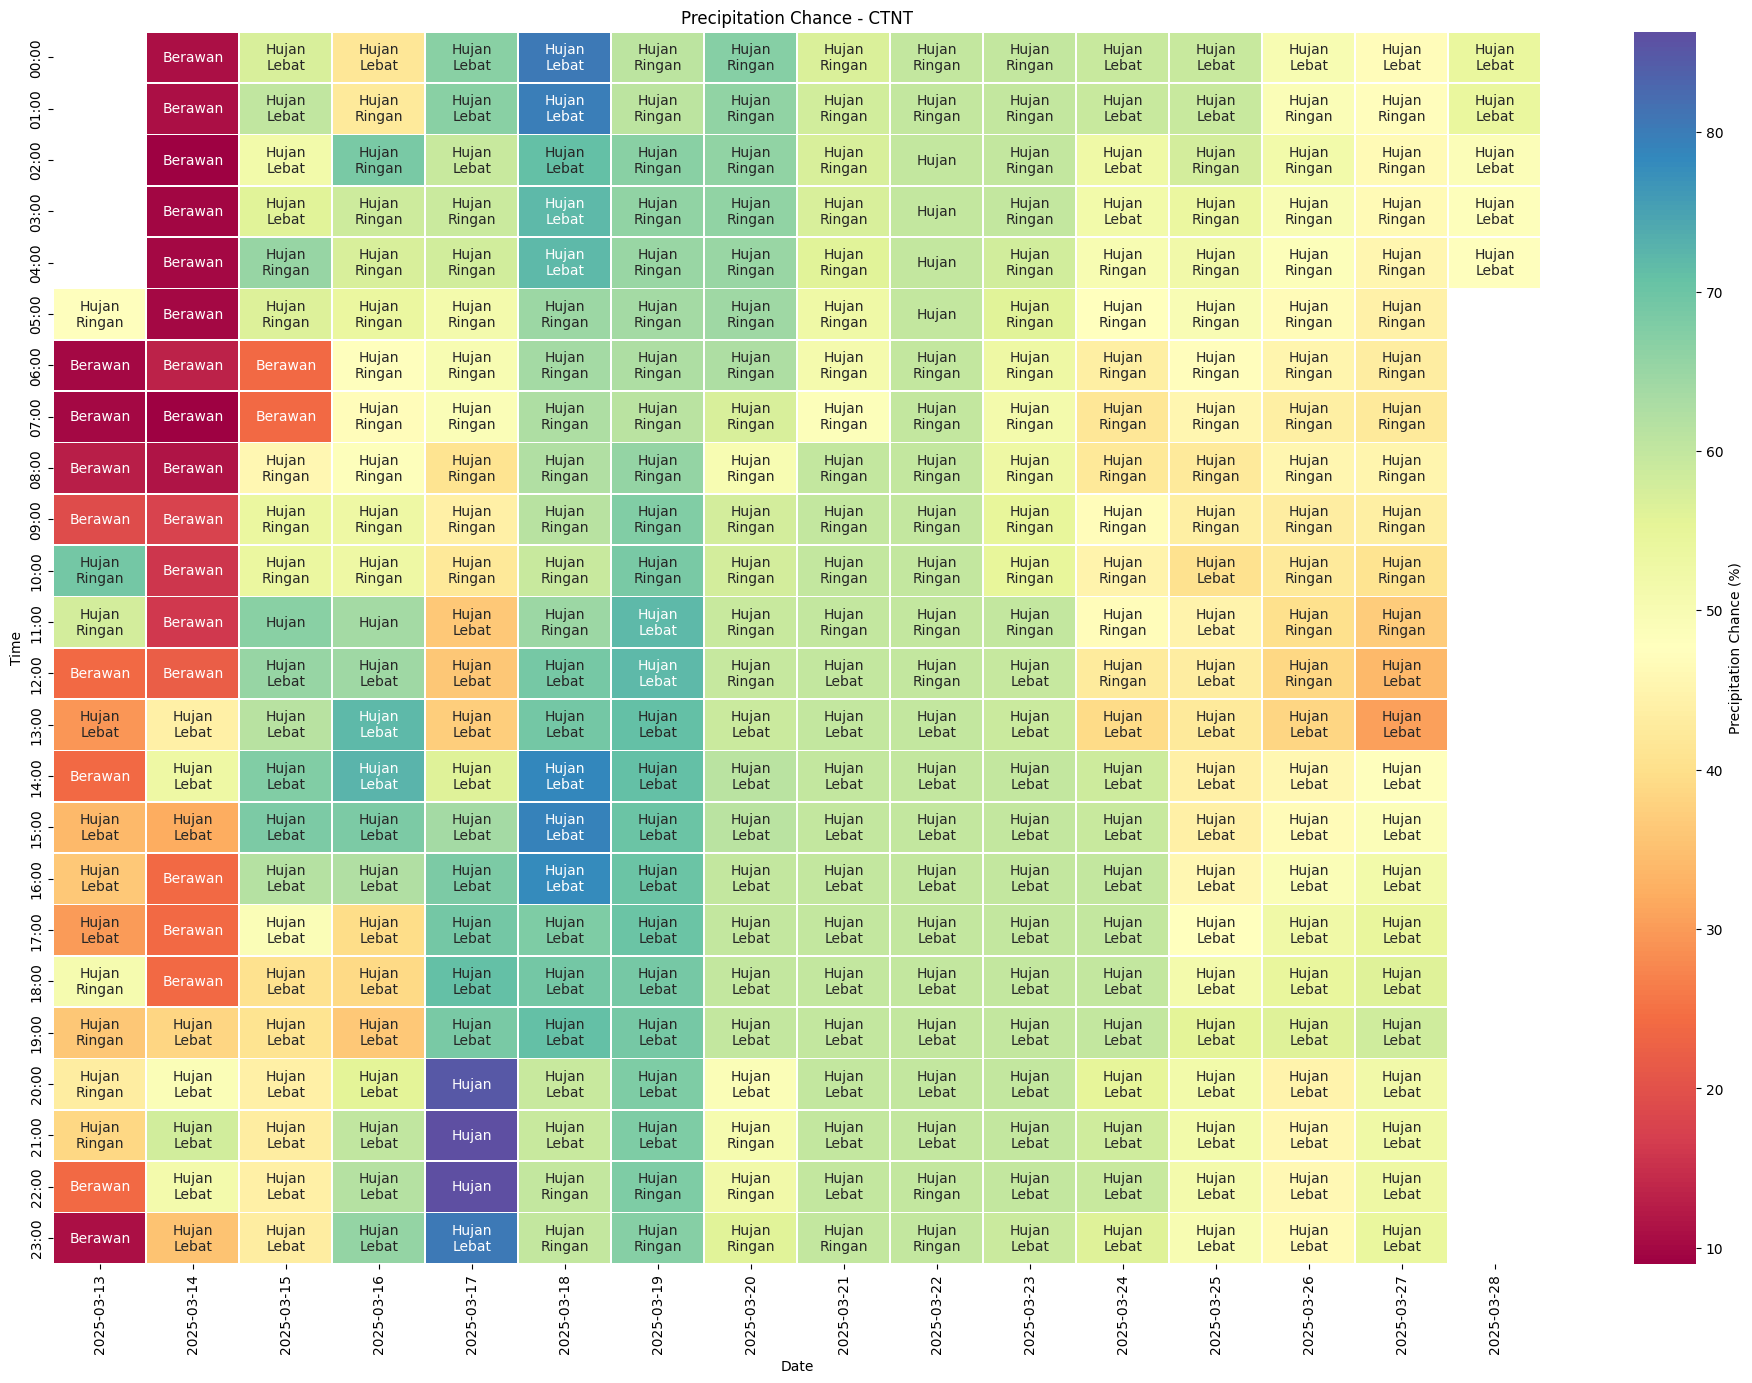 Precipitation Chance - CTNT
00:00 Berawan Hujan Lebat Hujan Lebat Hujan Lebat Hujan Lebat Hujan Ringan Hujan Ringan Hujan Ringan Hujan Ringan Hujan Ringan Hujan Lebat Hujan Lebat Hujan Lebat Hujan Lebat Hujan Lebat
01:00 Berawan Hujan Lebat Hujan Ringan Hujan Lebat Hujan Lebat Hujan Ringan Hujan Ringan Hujan Ringan Hujan Ringan Hujan Ringan Hujan Lebat Hujan Lebat Hujan Ringan Hujan Ringan Hujan Lebat
02:00 Berawan Hujan Lebat Hujan Ringan Hujan Lebat Hujan Lebat Hujan Ringan Hujan Ringan Hujan Ringan Hujan Hujan Ringan Hujan Lebat Hujan Ringan Hujan Ringan Hujan Ringan Hujan Lebat
03:00 Berawan Hujan Lebat Hujan Ringan Hujan Ringan Hujan Lebat Hujan Ringan Hujan Ringan Hujan Ringan Hujan Hujan Ringan Hujan Lebat Hujan Ringan Hujan Ringan Hujan Ringan Hujan Lebat
04:00 Berawan Hujan Ringan Hujan Ringan Hujan Ringan Hujan Lebat Hujan Ringan Hujan Ringan Hujan Ringan Hujan Hujan Ringan Hujan Ringan Hujan Ringan Hujan Ringan Hujan Ringan Hujan Lebat
05:00 Hujan Ringan Berawan Hujan Ringan Hujan Ringan Hujan Ringan Hujan Ringan Hujan Ringan Hujan Ringan Hujan Ringan Hujan Hujan Ringan Hujan Ringan Hujan Ringan Hujan Ringan Hujan Ringan
06:00 Berawan Berawan Berawan Hujan Ringan Hujan Ringan Hujan Ringan Hujan Ringan Hujan Ringan Hujan Ringan Hujan Ringan Hujan Ringan Hujan Ringan Hujan Ringan Hujan Ringan Hujan Ringan
07:00 Berawan Berawan Berawan Hujan Ringan Hujan Ringan Hujan Ringan Hujan Ringan Hujan Ringan Hujan Ringan Hujan Ringan Hujan Ringan Hujan Ringan Hujan Ringan Hujan Ringan Hujan Ringan
08:00 Berawan Berawan Hujan Ringan Hujan Ringan Hujan Ringan Hujan Ringan Hujan Ringan Hujan Ringan Hujan Ringan Hujan Ringan Hujan Ringan Hujan Ringan Hujan Ringan Hujan Ringan Hujan Ringan
09:00 Berawan Berawan Hujan Ringan Hujan Ringan Hujan Ringan Hujan Ringan Hujan Ringan Hujan Ringan Hujan Ringan Hujan Ringan Hujan Ringan Hujan Ringan Hujan Ringan Hujan Ringan Hujan Ringan
10:00 Hujan Ringan Berawan Hujan Ringan Hujan Ringan Hujan Ringan Hujan Ringan Hujan Ringan Hujan Ringan Hujan Ringan Hujan Ringan Hujan Ringan Hujan Ringan Hujan Lebat Hujan Ringan Hujan Ringan
11:00 Hujan Ringan Berawan Hujan Hujan Hujan Lebat Hujan Ringan Hujan Lebat Hujan Ringan Hujan Lebat Hujan Ringan Hujan Ringan Hujan Ringan Hujan Lebat Hujan Ringan Hujan Ringan
12:00 Berawan Berawan Hujan Lebat Hujan Lebat Hujan Lebat Hujan Lebat Hujan Lebat Hujan Ringan Hujan Lebat Hujan Ringan Hujan Lebat Hujan Ringan Hujan Lebat Hujan Ringan Hujan Lebat
13:00 Hujan Lebat Hujan Lebat Hujan Lebat Hujan Lebat Hujan Lebat Hujan Lebat Hujan Lebat Hujan Lebat Hujan Lebat Hujan Lebat Hujan Lebat Hujan Lebat Hujan Lebat Hujan Lebat Hujan Lebat
14:00 Berawan Hujan Lebat Hujan Lebat Hujan Lebat Hujan Lebat Hujan Lebat Hujan Lebat Hujan Lebat Hujan Lebat Hujan Lebat Hujan Lebat Hujan Lebat Hujan Lebat Hujan Lebat Hujan Lebat
15:00 Hujan Lebat Hujan Lebat Hujan Lebat Hujan Lebat Hujan Lebat Hujan Lebat Hujan Lebat Hujan Lebat Hujan Lebat Hujan Lebat Hujan Lebat Hujan Lebat Hujan Lebat Hujan Lebat Hujan Lebat
16:00 Hujan Lebat Berawan Hujan Lebat Hujan Lebat Hujan Lebat Hujan Lebat Hujan Lebat Hujan Lebat Hujan Lebat Hujan Lebat Hujan Lebat Hujan Lebat Hujan Lebat Hujan Lebat Hujan Lebat
17:00 Hujan Lebat Berawan Hujan Lebat Hujan Lebat Hujan Lebat Hujan Lebat Hujan Lebat Hujan Lebat Hujan Lebat Hujan Lebat Hujan Lebat Hujan Lebat Hujan Lebat Hujan Lebat Hujan Lebat
18:00 Hujan Ringan Berawan Hujan Lebat Hujan Lebat Hujan Lebat Hujan Lebat Hujan Lebat Hujan Lebat Hujan Lebat Hujan Lebat Hujan Lebat Hujan Lebat Hujan Lebat Hujan Lebat Hujan Lebat
19:00 Hujan Ringan Hujan Lebat Hujan Lebat Hujan Lebat Hujan Lebat Hujan Lebat Hujan Lebat Hujan Lebat Hujan Lebat Hujan Lebat Hujan Lebat Hujan Lebat Hujan Lebat Hujan Lebat Hujan Lebat
20:00 Hujan Ringan Hujan Lebat Hujan Lebat Hujan Lebat Hujan Hujan Lebat Hujan Lebat Hujan Lebat Hujan Lebat Hujan Lebat Hujan Lebat Hujan Lebat Hujan Lebat Hujan Lebat Hujan Lebat
21:00 Hujan Ringan Hujan Lebat Hujan Lebat Hujan Lebat Hujan Hujan Lebat Hujan Lebat Hujan Ringan Hujan Lebat Hujan Lebat Hujan Lebat Hujan Lebat Hujan Lebat Hujan Lebat Hujan Lebat
22:00 Berawan Hujan Lebat Hujan Lebat Hujan Lebat Hujan Hujan Ringan Hujan Ringan Hujan Ringan Hujan Lebat Hujan Ringan Hujan Lebat Hujan Lebat Hujan Lebat Hujan Lebat Hujan Lebat
23:00 Berawan Hujan Lebat Hujan Lebat Hujan Lebat Hujan Lebat Hujan Ringan Hujan Ringan Hujan Ringan Hujan Ringan Hujan Ringan Hujan Lebat Hujan Lebat Hujan Lebat Hujan Lebat Hujan Lebat
Time
2025-03-13 2025-03-14 2025-03-15 2025-03-16 2025-03-17 2025-03-18 2025-03-19 2025-03-20 2025-03-21 2025-03-22 2025-03-23 2025-03-24 2025-03-25 2025-03-26 2025-03-27 2025-03-28
Date
80
70
60
50
40
30
20
10
Precipitation Chance (%)